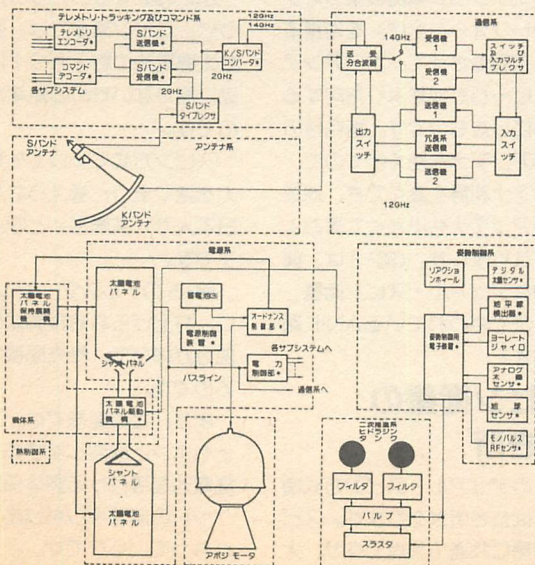 テレメトリ・トラッキング及びコマンド系
テレメトリ
エンコーダ*
Sバンド
送信機*
コマンド
デコーダ*
Sバンド
受信機*
K/Sバンド
コンバータ*
各サブシステム
2GHz
2GHz
Sバンド
ダイプレクサ
12GHz
14GHz
アンテナ系
Sバンド
アンテナ
Kバンド
アンテナ
通信系
送受
分合波器
14GHz
受信機
1
受信機
2
スイッチ
及び
入力マルチ
プレクサ
出力
スイッチ
送信機
1
冗長系
送信機
送信機
2
入力
スイッチ
12GHz
電源系
太陽電池
パネル
保持展開
機構
太陽電池
パネル
シャントパネル
太陽電池
パネル駆動
機構*
シャント
パネル
太陽電池
パネル
機体系
熱制御系
蓄電池(3)
電源制御
装置*
オードナンス
制御部*
各サブシステムへ
電力
制御部*
バスライン
通信系へ
アポジ モータ
姿勢制御系
リアクション
ホィール
姿勢制御用
電子装置*
デジタル
太陽センサ*
地平線
検出器*
ヨーレート
ジャイロ
アナログ
太陽
センサ*
地球
センサ*
モノパルス
RFセンサ*
二次推進系
ヒドラジン
タンク
フィルタ
フィルク
バルブ
スラスタ